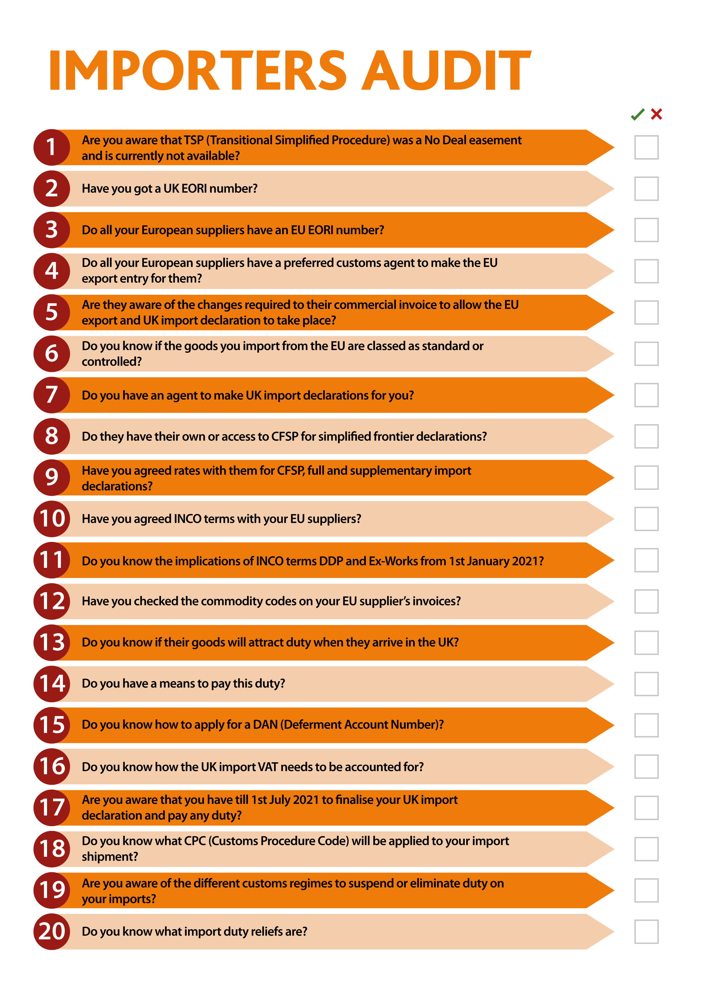 IMPORTERS AUDIT
1
Are you aware that TSP (Transitional Simplified Procedure) was a No Deal easement
and is currently not available?
2
Have you got a UK EORI number?
3
Do all your European suppliers have an EU EORI number?
4
Do all your European suppliers have a preferred customs agent to make the EU
export entry for them?
5
Are they aware of the changes required to their commercial invoice to allow the EU
export and UK import declaration to take place?
6
Do you know if the goods you import from the EU are classed as standard or
controlled?
7
Do you have an agent to make UK import declarations for you?
8
Do they have their own or access to CFSP for simplified frontier declarations?
9
Have you agreed rates with them for CFSP, full and supplementary import
declarations?
10
Have you agreed INCO terms with your EU suppliers?
11
Do you know the implications of INCO terms DDP and Ex-Works from 1st January 2021?
12
Have you checked the commodity codes on your EU supplier’s invoices?
13
Do you know if their goods will attract duty when they arrive in the UK?
14
Do you have a means to pay this duty?
15
Do you know how to apply for a DAN (Deferment Account Number)?
16
Do you know how the UK import VAT needs to be accounted for?
17
Are you aware that you have till 1st July 2021 to finalise your UK import
declaration and pay any duty?
18
Do you know what CPC (Customs Procedure Code) will be applied to your import
shipment?
19
Are you aware of the different customs regimes to suspend or eliminate duty on
your imports?
20
Do you know what import duty reliefs are?